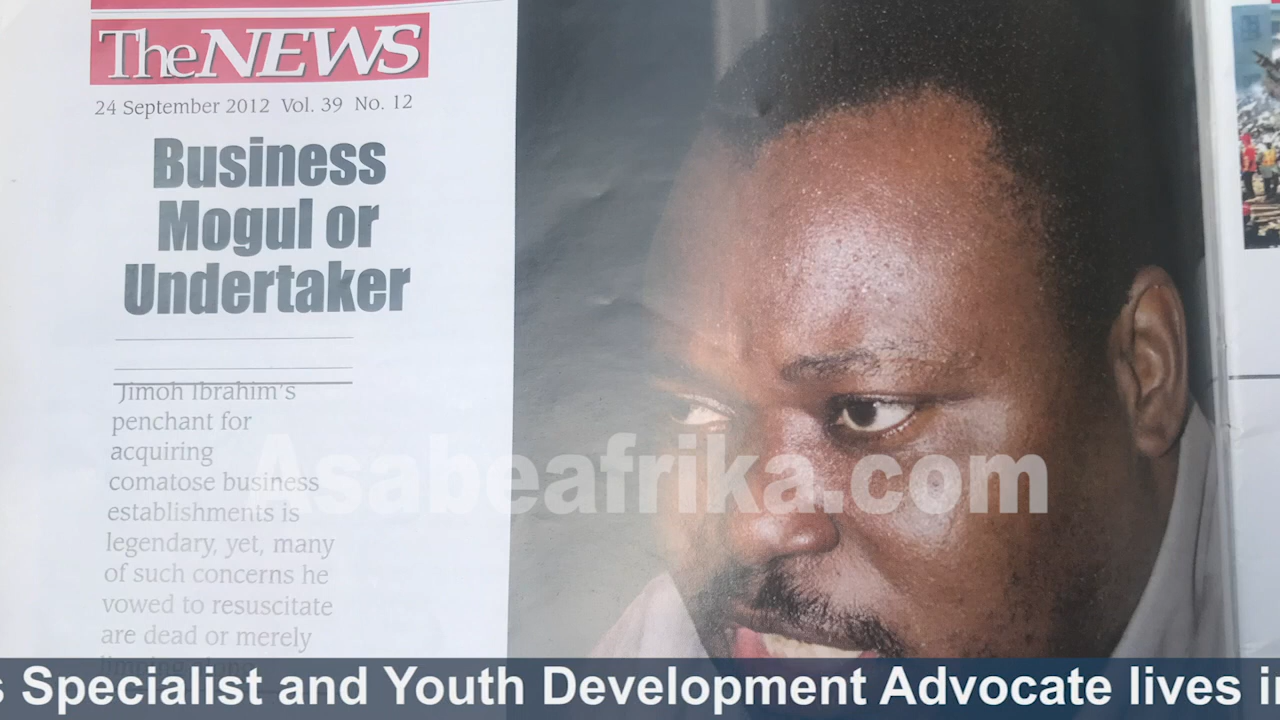 TheNEWS
24 September 2012 Vol. 39 No. 12
Business
Mogul or
Undertaker
Jimoh Ibrahim's
penchant for
acquiring
comatose business
establishments is
legendary, yet, many
of such concerns he
vowed to resuscitate
are dead or merely
limping along
Asabeafrika.com
s Specialist and Youth Development Advocate lives in